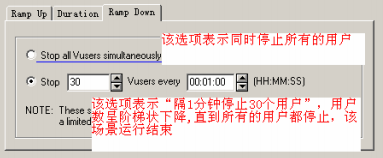 Ramp Up Duration Ramp Down
该选项表示同时停止所有的用户
Stop all Vusers simultaneously
Stop 30 Vusers every 00:01:00 (HH:MM:SS)
NOTE: These s
a limited
该选项表示“隔1分钟停止30个用户”，用户
数呈阶梯状下降,直到所有的用户都停止，该
场景运行结束